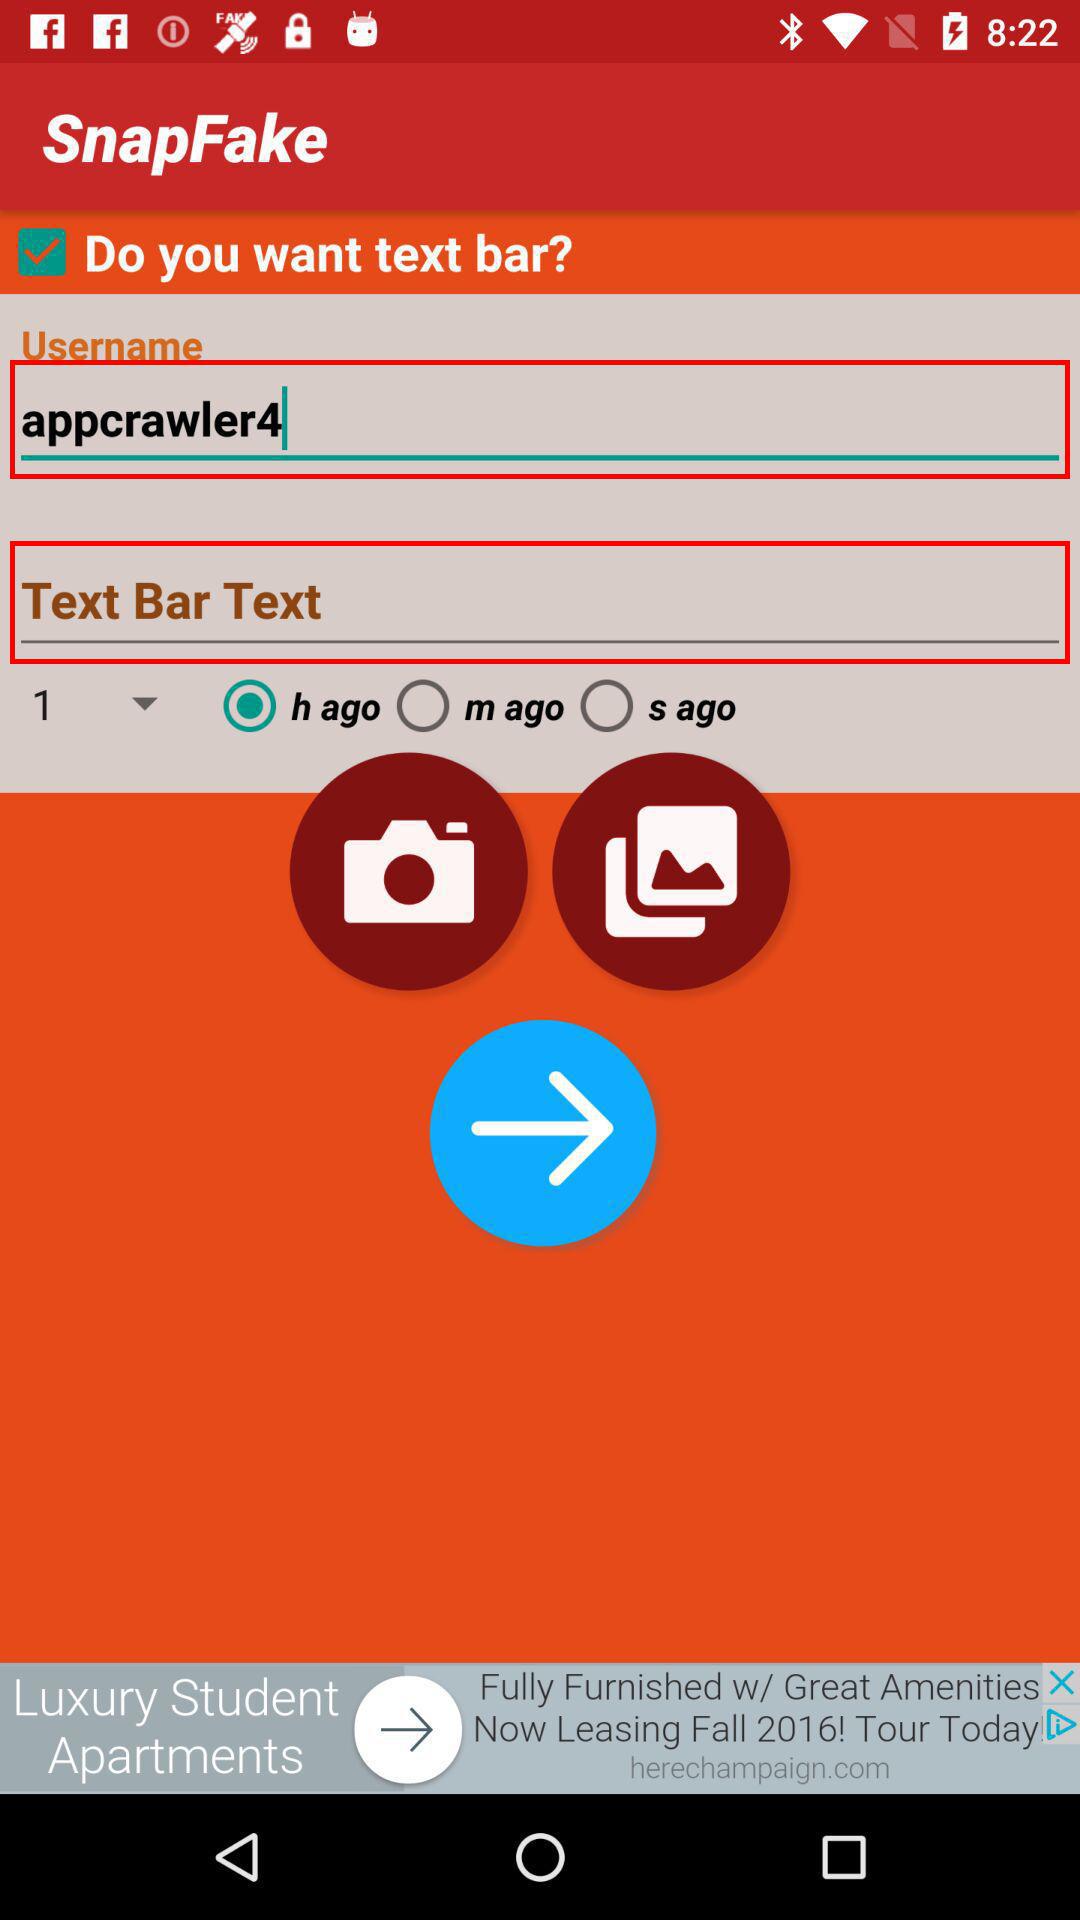 FAKE
8:22
SnapFake
Do you want text bar?
Username
appcrawler4
Text Bar Text
1
h ago
m ago
s ago
Luxury Student
Apartments
Fully Furnished w/ Great Amenities
Now Leasing Fall 2016! Tour Today!
herechampaign.com